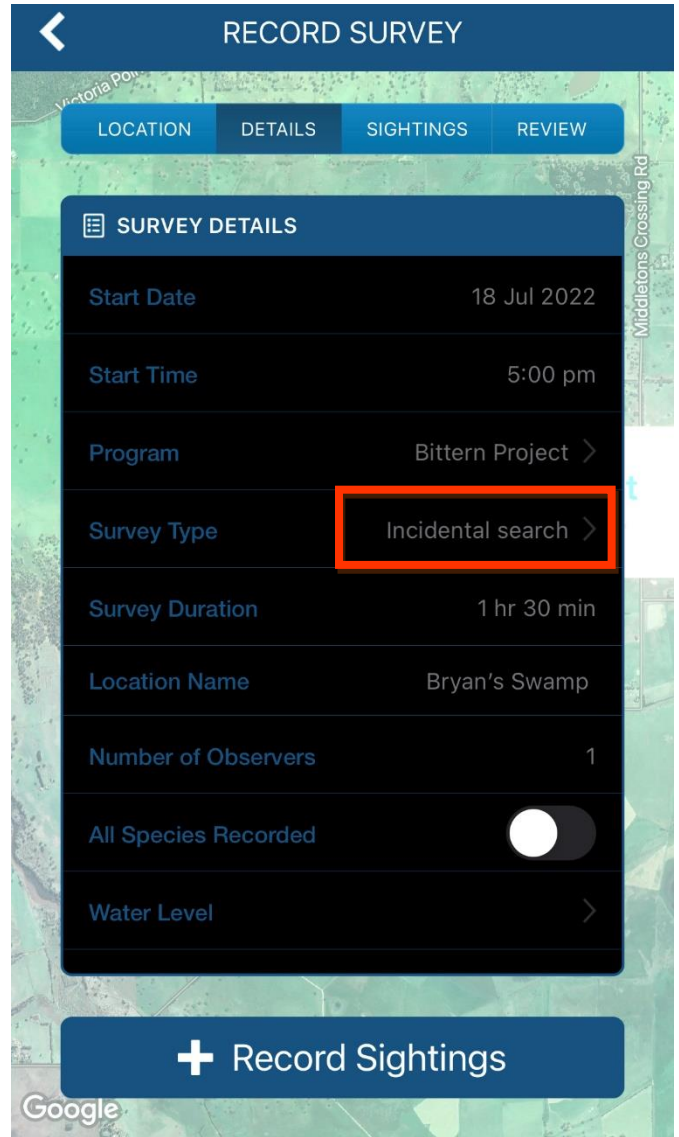 RECORD SURVEY
Victoria Poin
LOCATION DETAILS SIGHTINGS REVIEW
Middletons Crossing Rd
SURVEY DETAILS
Start Date 18 Jul 2022
Start Time 5:00 pm
Program Bittern Project
Survey Type Incidental search
t
Survey Duration 1 hr 30 min
Location Name Bryan's Swamp
Number of Observers 1
All Species Recorded
Water Level
+ Record Sightings
Google